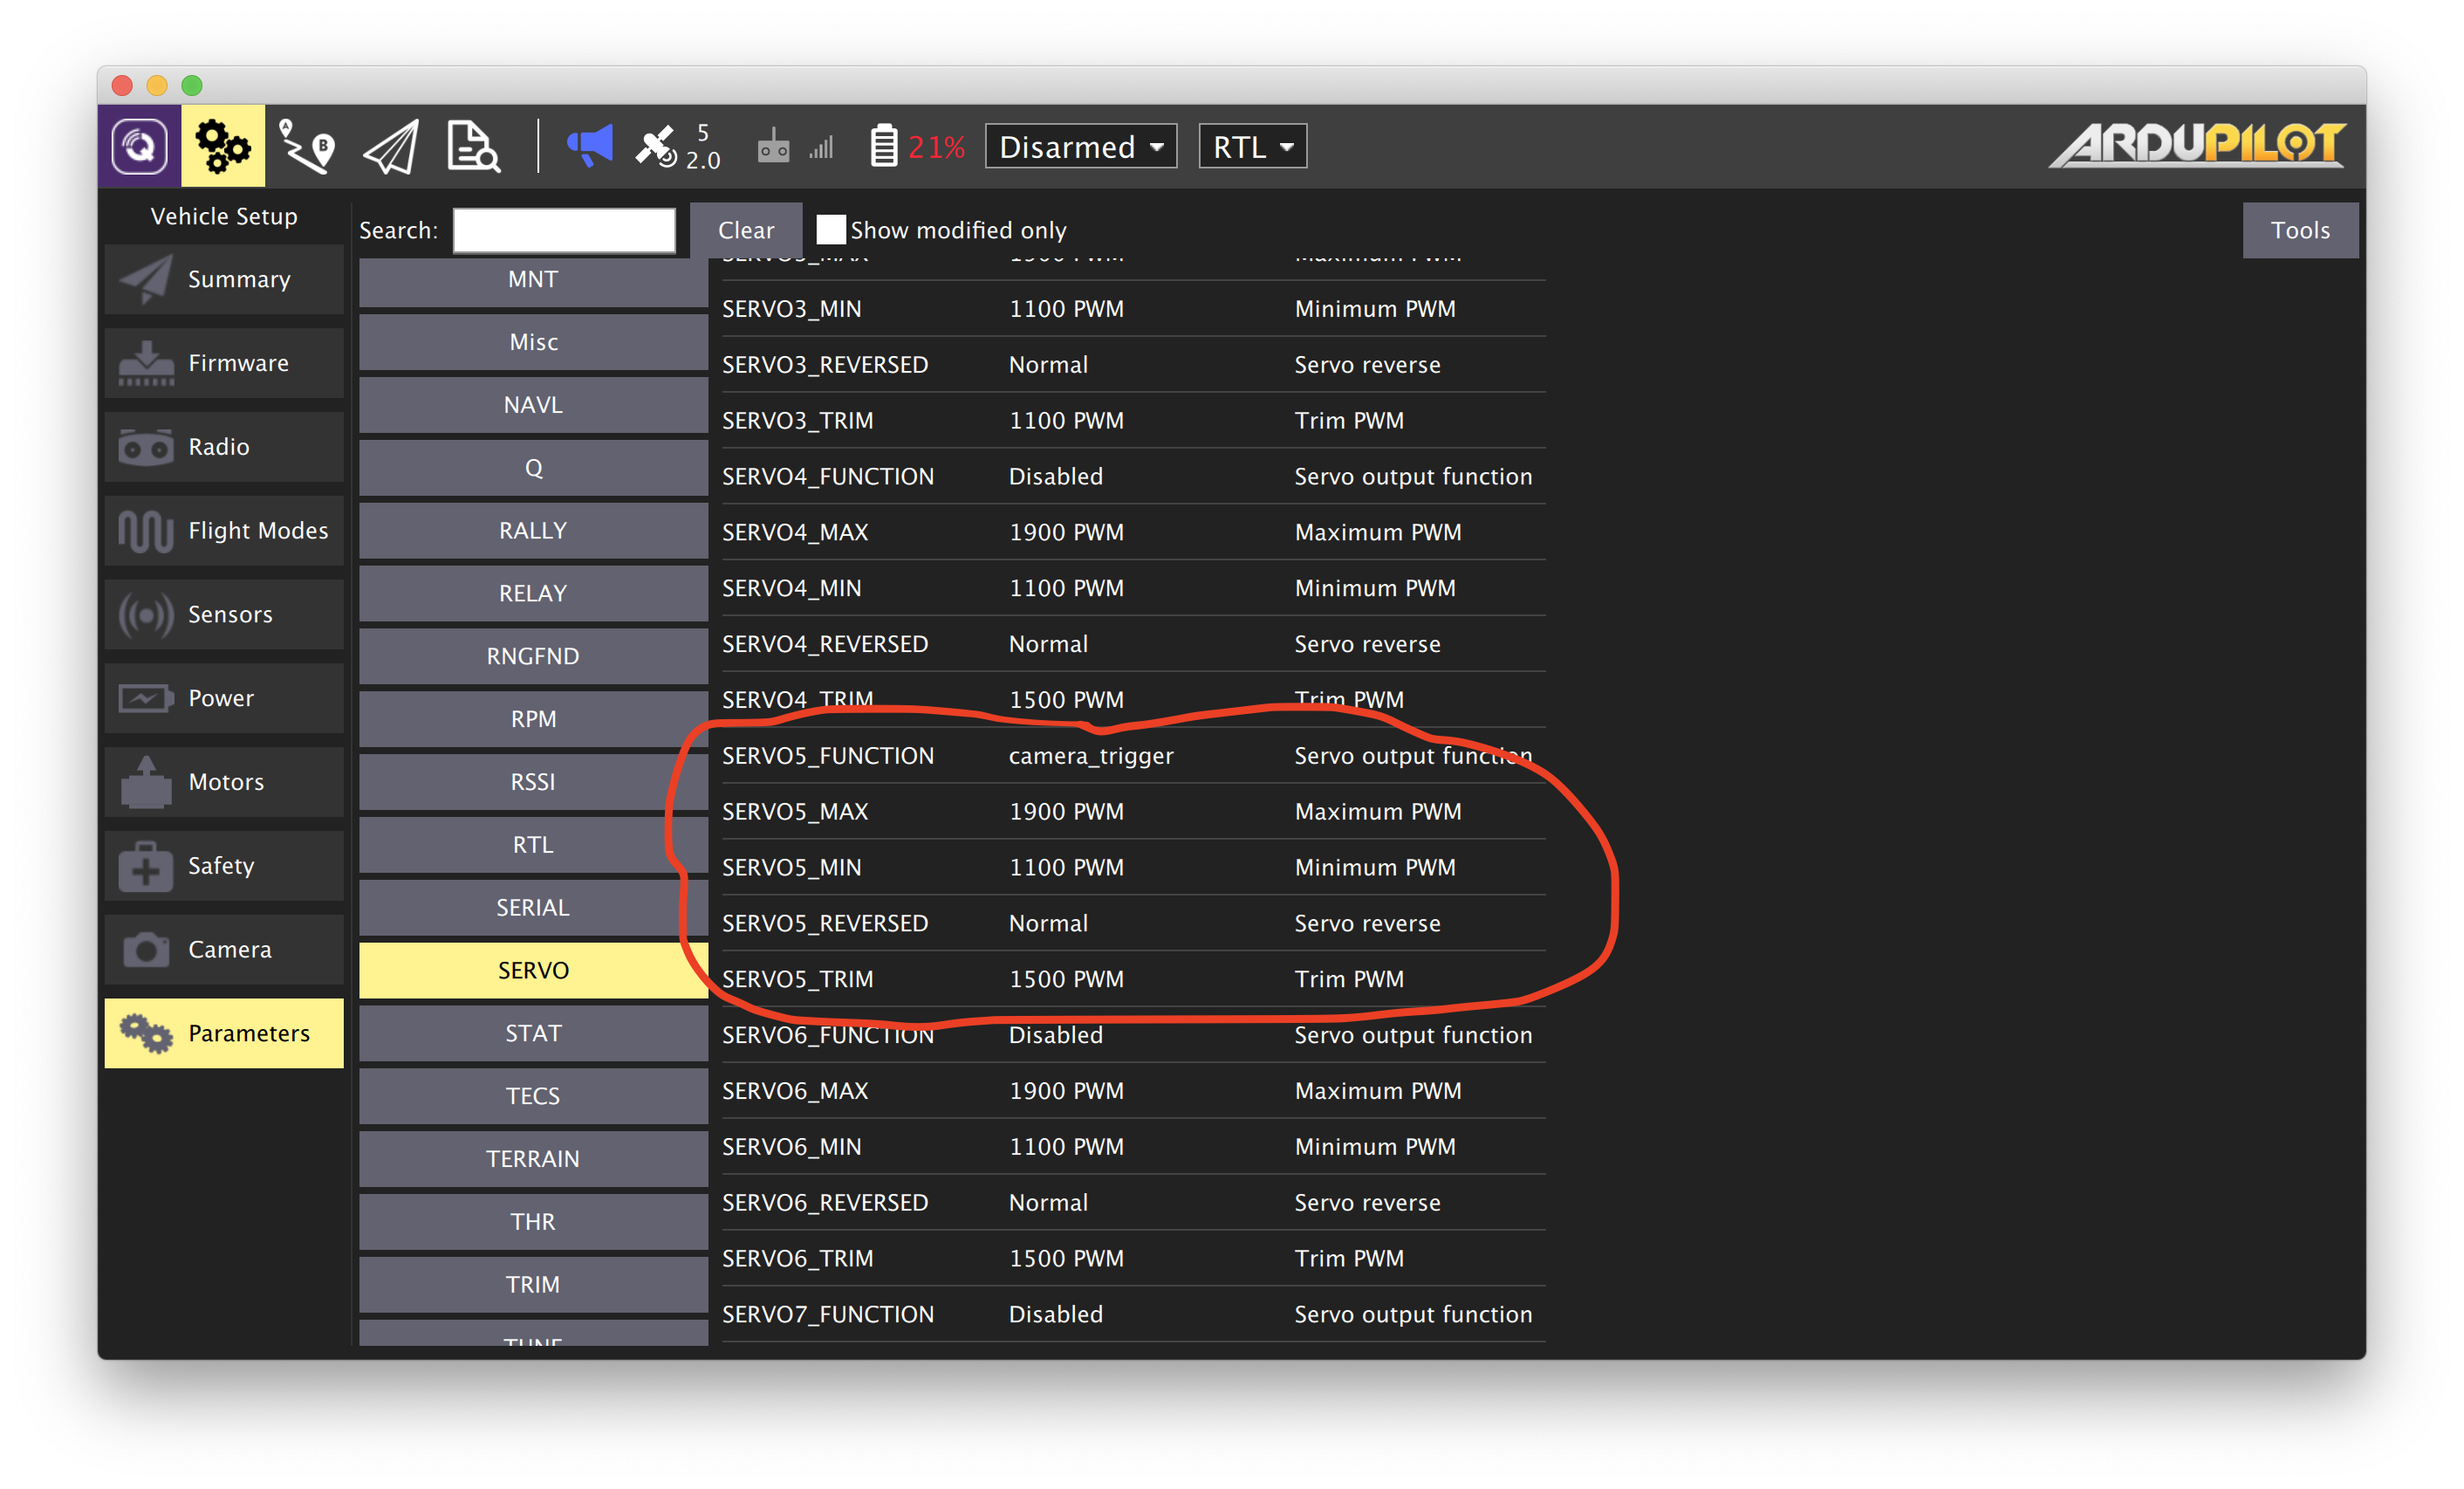 5
2.0
21%
Disarmed
RTL
ARDUPILOT
Vehicle Setup
Search:
Clear
Show modified only
Tools
Summary
Firmware
Radio
Flight Modes
Sensors
Power
Motors
Safety
Camera
Parameters
MNT
Misc
NAVL
Q
RALLY
RELAY
RNGFND
RPM
RSSI
RTL
SERIAL
SERVO
STAT
TECS
TERRAIN
THR
TRIM
TUNE
SERVO3_MAX 1900 PWM Maximum PWM
SERVO3_MIN 1100 PWM Minimum PWM
SERVO3_REVERSED Normal Servo reverse
SERVO3_TRIM 1100 PWM Trim PWM
SERVO4_FUNCTION Disabled Servo output function
SERVO4_MAX 1900 PWM Maximum PWM
SERVO4_MIN 1100 PWM Minimum PWM
SERVO4_REVERSED Normal Servo reverse
SERVO4_TRIM 1500 PWM Trim PWM
SERVO5_FUNCTION camera_trigger Servo output function
SERVO5_MAX 1900 PWM Maximum PWM
SERVO5_MIN 1100 PWM Minimum PWM
SERVO5_REVERSED Normal Servo reverse
SERVO5_TRIM 1500 PWM Trim PWM
SERVO6_FUNCTION Disabled Servo output function
SERVO6_MAX 1900 PWM Maximum PWM
SERVO6_MIN 1100 PWM Minimum PWM
SERVO6_REVERSED Normal Servo reverse
SERVO6_TRIM 1500 PWM Trim PWM
SERVO7_FUNCTION Disabled Servo output function